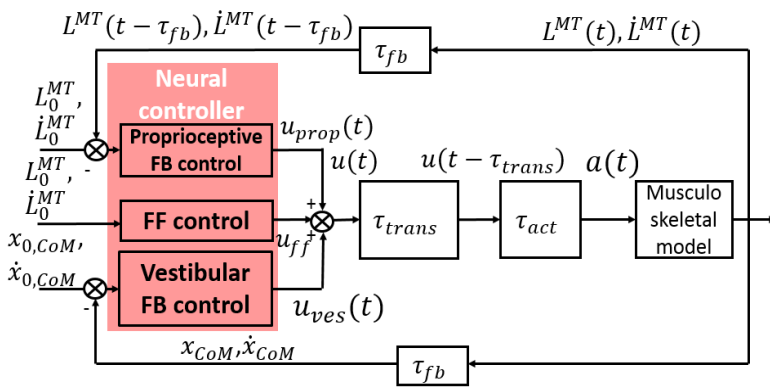 L^{MT}(t − τ_{fb}), L̇^{MT}(t − τ_{fb})
τ_{fb}
L^{MT}(t), L̇^{MT}(t)
Neural
controller
L_0^{MT},
L̇_0^{MT}
-
Proprioceptive
FB control
u_{prop}(t)
u(t)
u(t − τ_{trans})
a(t)
L_0^{MT},
L̇_0^{MT}
FF control
u_{ff}
+
+
τ_{trans}
τ_{act}
Musculo
skeletal
model
x_{0,CoM},
ẋ_{0,CoM}
-
Vestibular
FB control
u_{ves}(t)
x_{CoM},ẋ_{CoM}
τ_{fb}